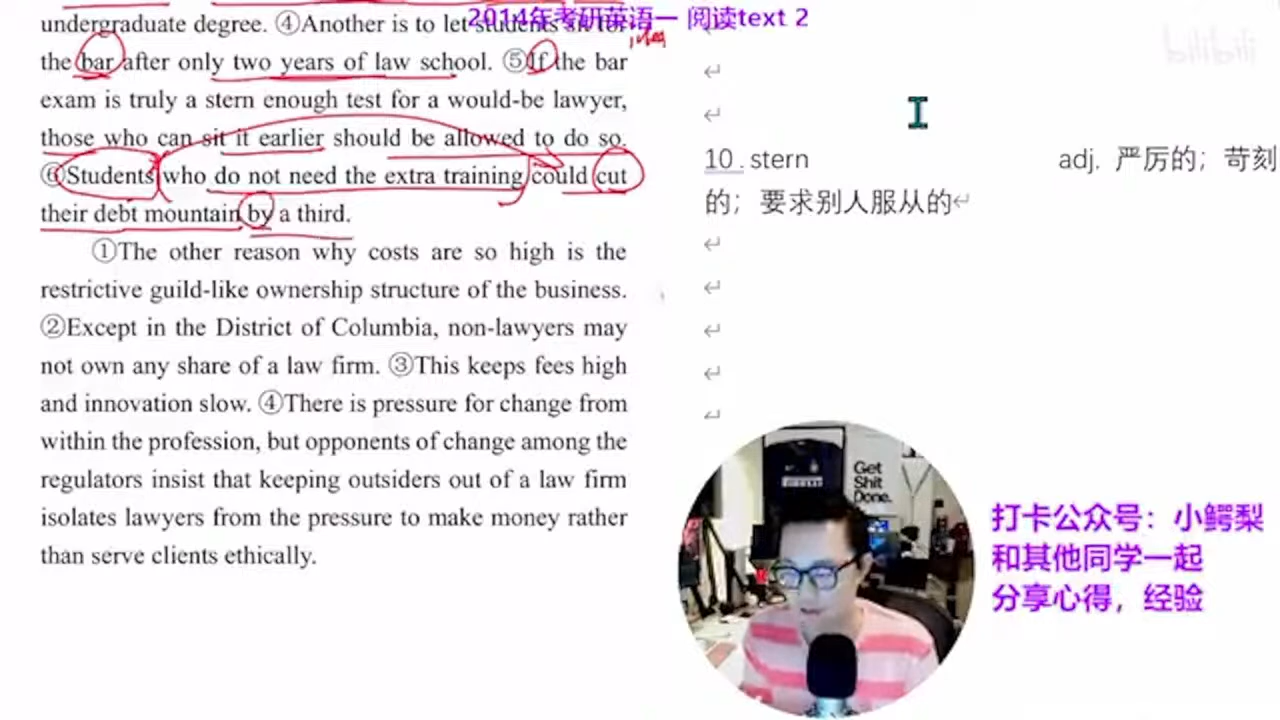 2014年考研英语一 阅读text 2
undergraduate degree. ④Another is to let students sit for
the bar after only two years of law school. ⑤If the bar
exam is truly a stern enough test for a would-be lawyer,
those who can sit it earlier should be allowed to do so.
⑥Students who do not need the extra training could cut
their debt mountain by a third.
①The other reason why costs are so high is the
restrictive guild-like ownership structure of the business.
②Except in the District of Columbia, non-lawyers may
not own any share of a law firm. ③This keeps fees high
and innovation slow. ④There is pressure for change from
within the profession, but opponents of change among the
regulators insist that keeping outsiders out of a law firm
isolates lawyers from the pressure to make money rather
than serve clients ethically.
bilibili
10 . stern adj. 严厉的；苛刻
的；要求别人服从的
PIRELLI
Get
Shit
Done.
打卡公众号：小鳄梨
和其他同学一起
分享心得，经验